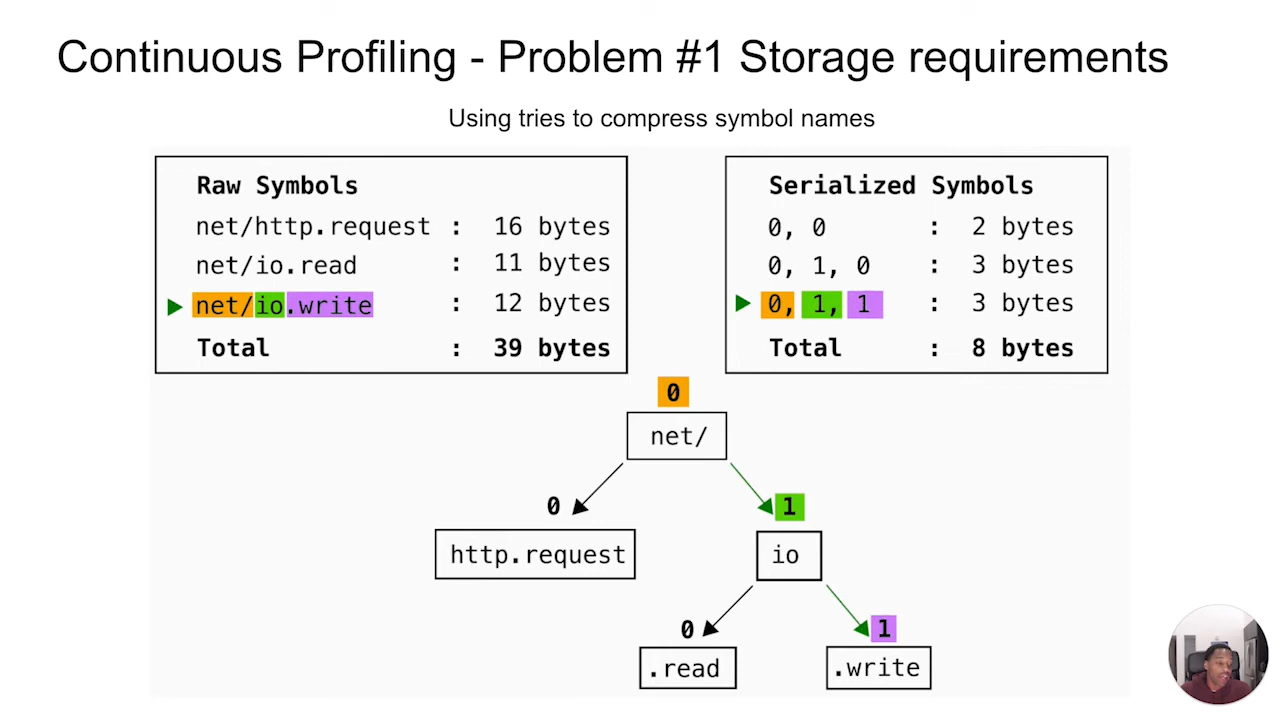 Continuous Profiling - Problem #1 Storage requirements
Using tries to compress symbol names
Raw Symbols
net/http.request : 16 bytes
net/io.read : 11 bytes
net/io.write : 12 bytes
Total : 39 bytes
Serialized Symbols
0, 0 : 2 bytes
0, 1, 0 : 3 bytes
0, 1, 1 : 3 bytes
Total : 8 bytes
0
net/
0
1
http.request
io
0
1
.read
.write